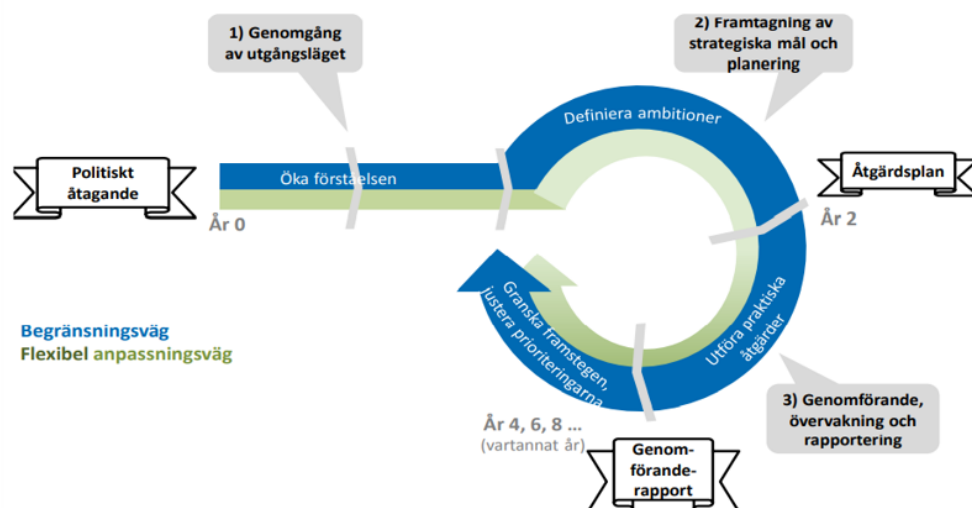 1) Genomgång
av utgångsläget
2) Framtagning av
strategiska mål och
planering
Definiera ambitioner
Politiskt
åtagande
Öka förståelsen
Åtgärdsplan
År 0
År 2
Utföra praktiska
åtgärder
Granska framstegen,
justera prioriteringarna
Begränsningsväg
Flexibel anpassningsväg
3) Genomförande,
övervakning och
rapportering
År 4, 6, 8 ...
(vartannat år)
Genom-
förande-
rapport